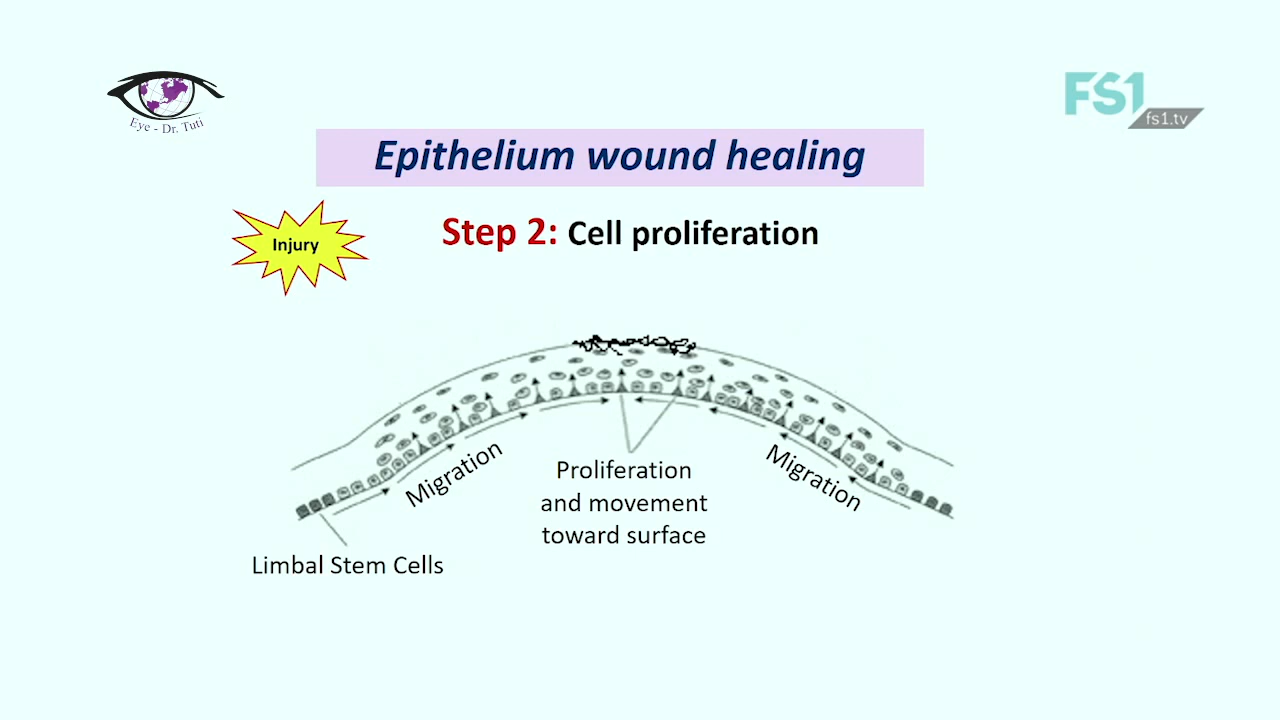 Eye - Dr. Tuti
FS1
fs1.tv
Epithelium wound healing
Injury
Step 2: Cell proliferation
Migration
Proliferation
and movement
toward surface
Migration
Limbal Stem Cells